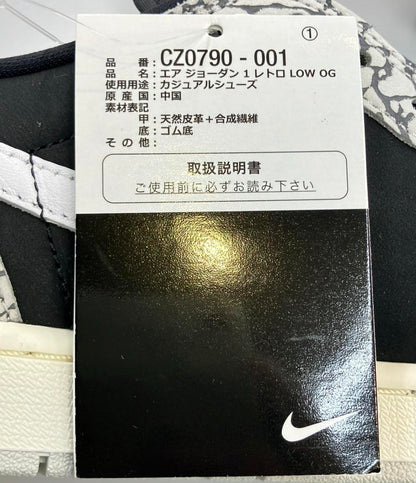 ①
品番：CZ0790 - 001
品名：エア ジョーダン 1 レトロ LOW OG
使用用途：カジュアルシューズ
原産国：中国
素材表記
甲：天然皮革＋合成繊維
底：ゴム底
その他：
取扱説明書
ご使用前に必ずお読み下さい